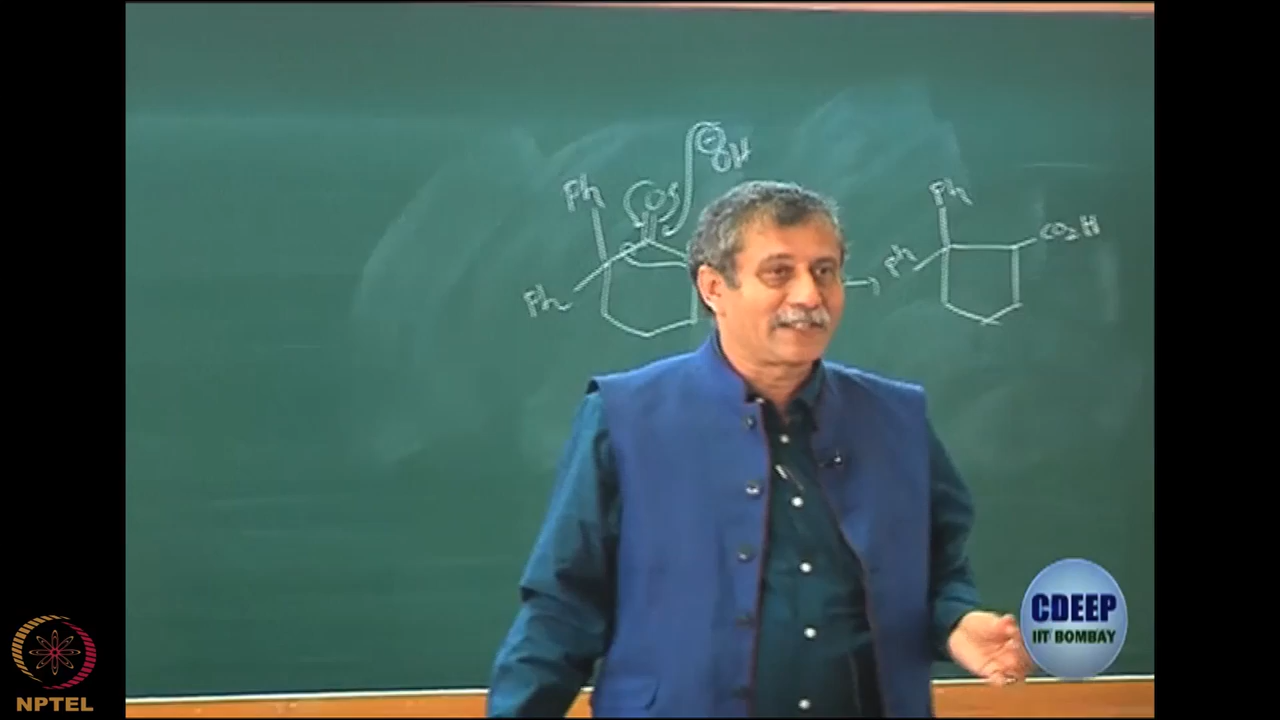 ⊖
OH
Ph
O
Ph
Ph
CO2H
Ph
CDEEP
IIT BOMBAY
NPTEL